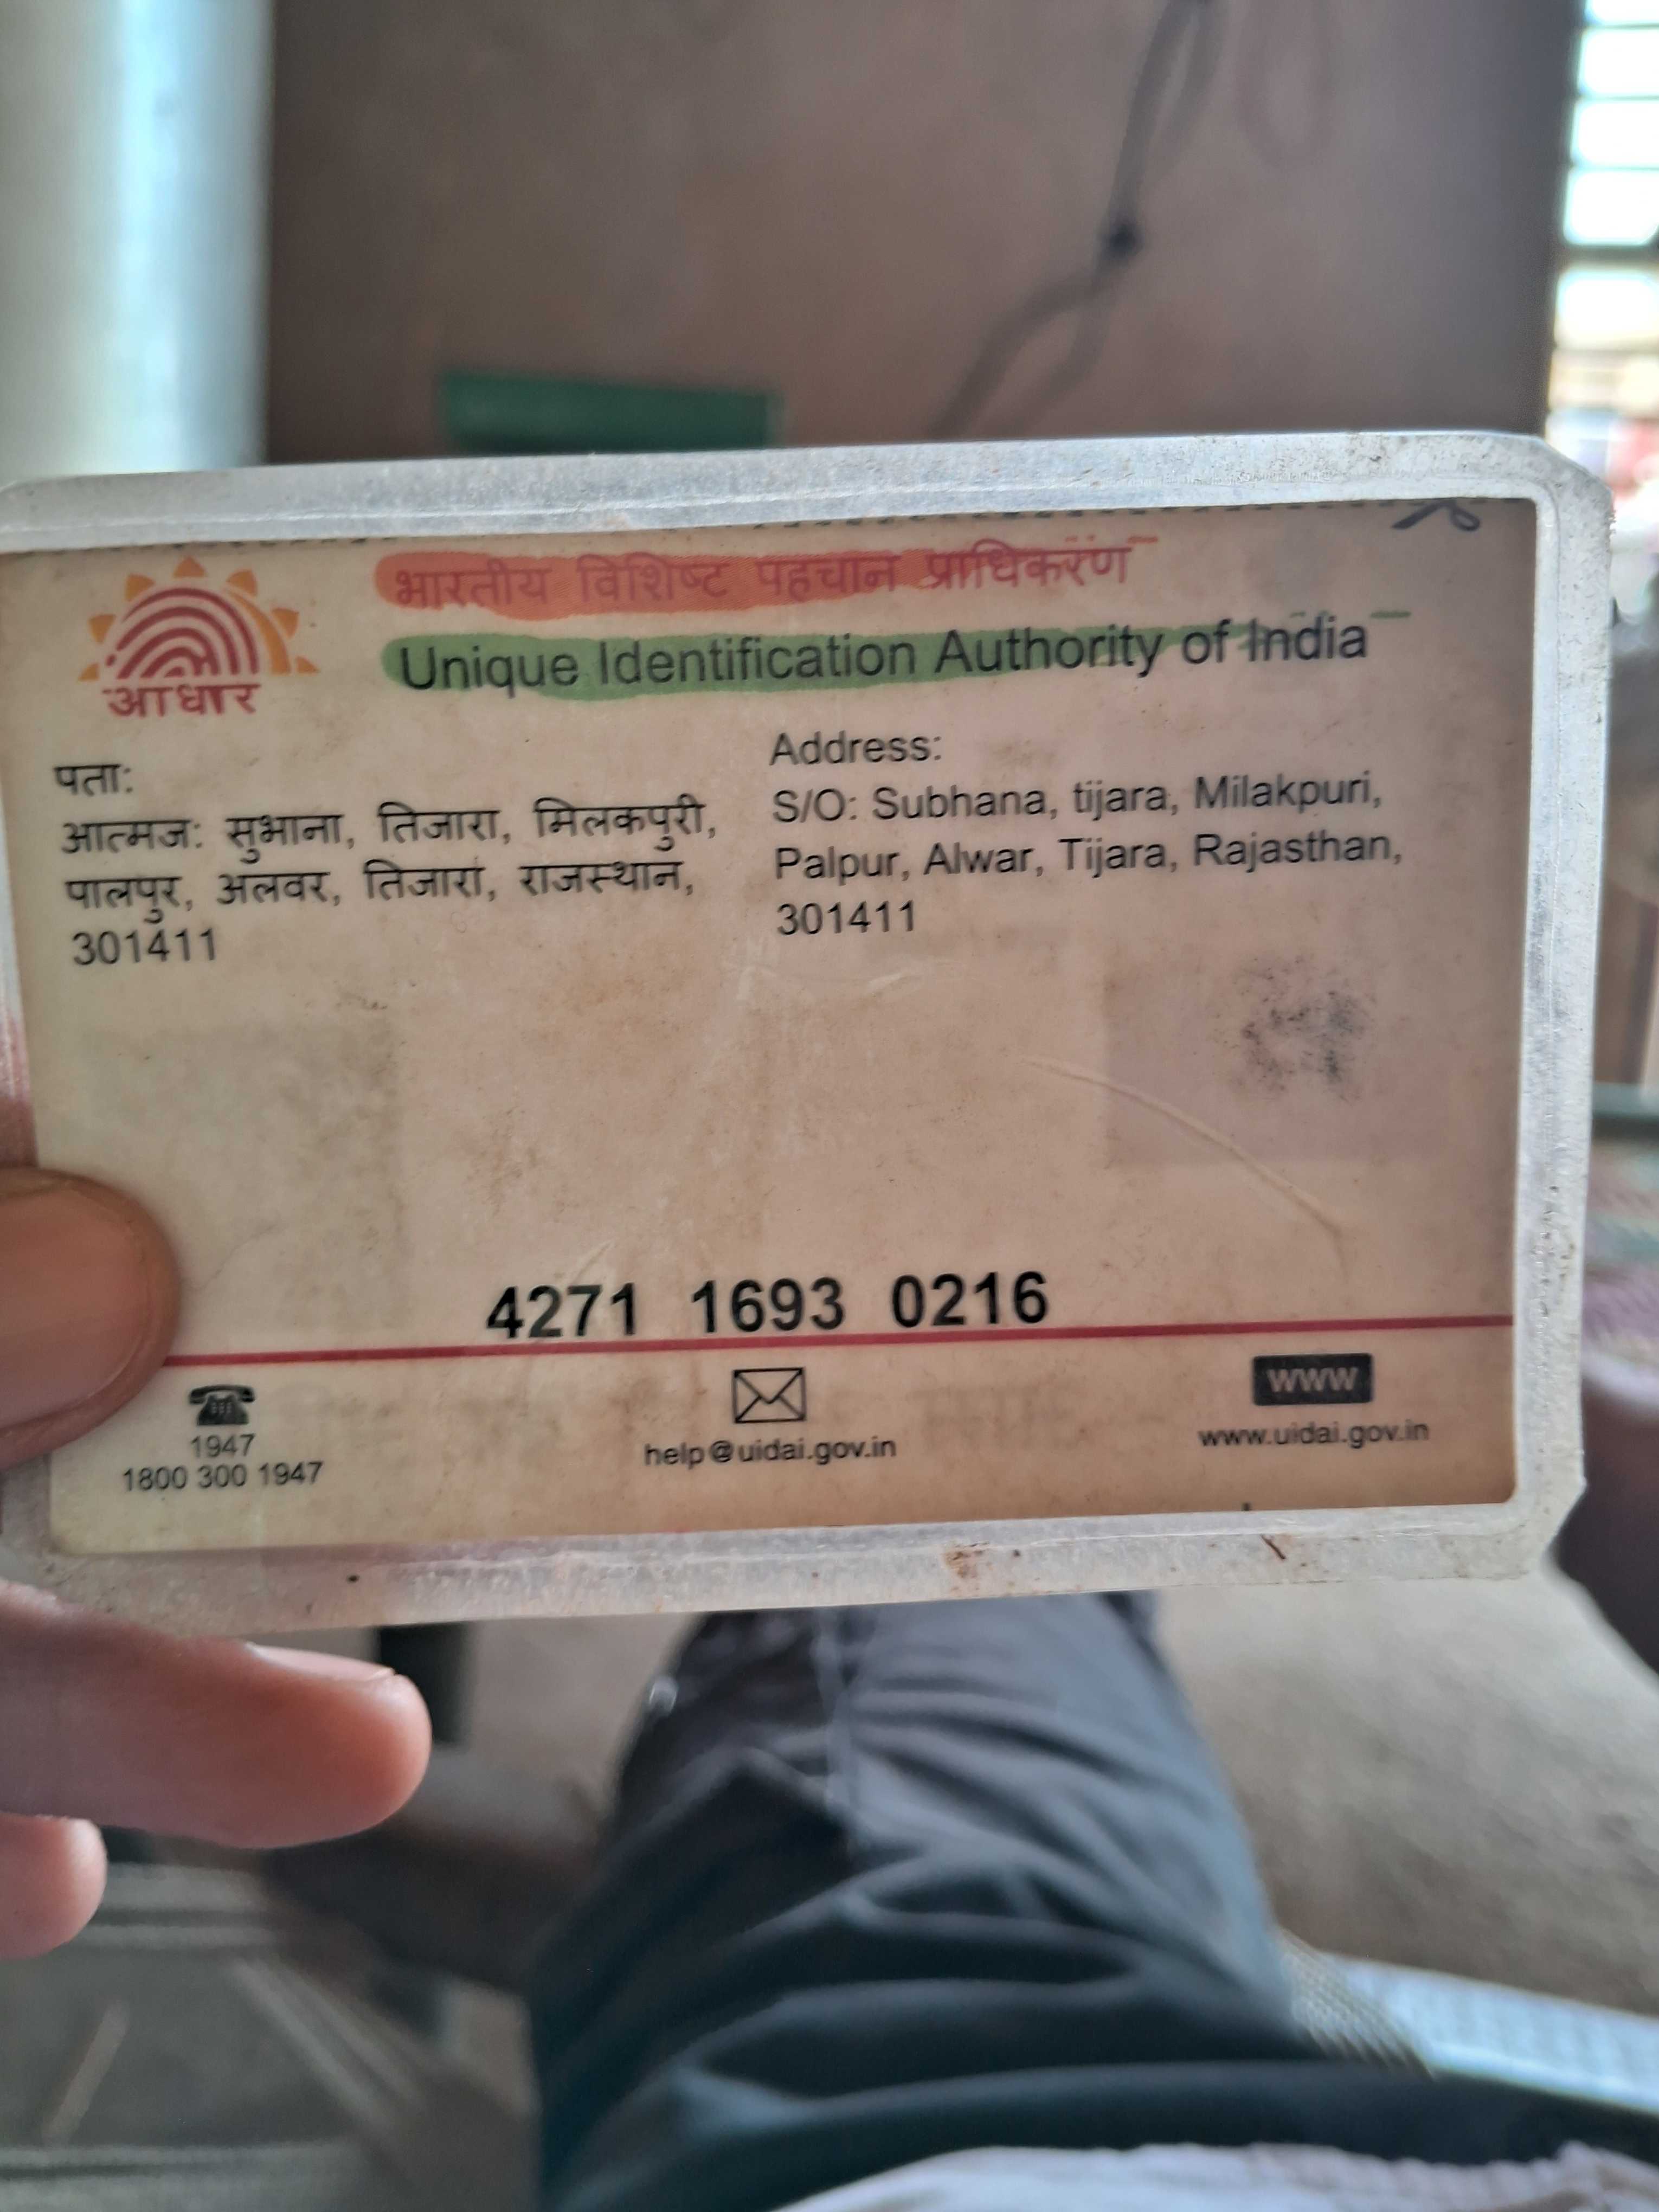 भारतीय विशिष्ट पहचान प्राधिकरण
Unique Identification Authority of India
आधार
पता:
आत्मज: सुभाना, तिजारा, मिलकपुरी,
पालपुर, अलवर, तिजारा, राजस्थान,
301411
Address:
S/O: Subhana, tijara, Milakpuri,
Palpur, Alwar, Tijara, Rajasthan,
301411
4271 1693 0216
1947
1800 300 1947
help@uidai.gov.in
www
www.uidai.gov.in